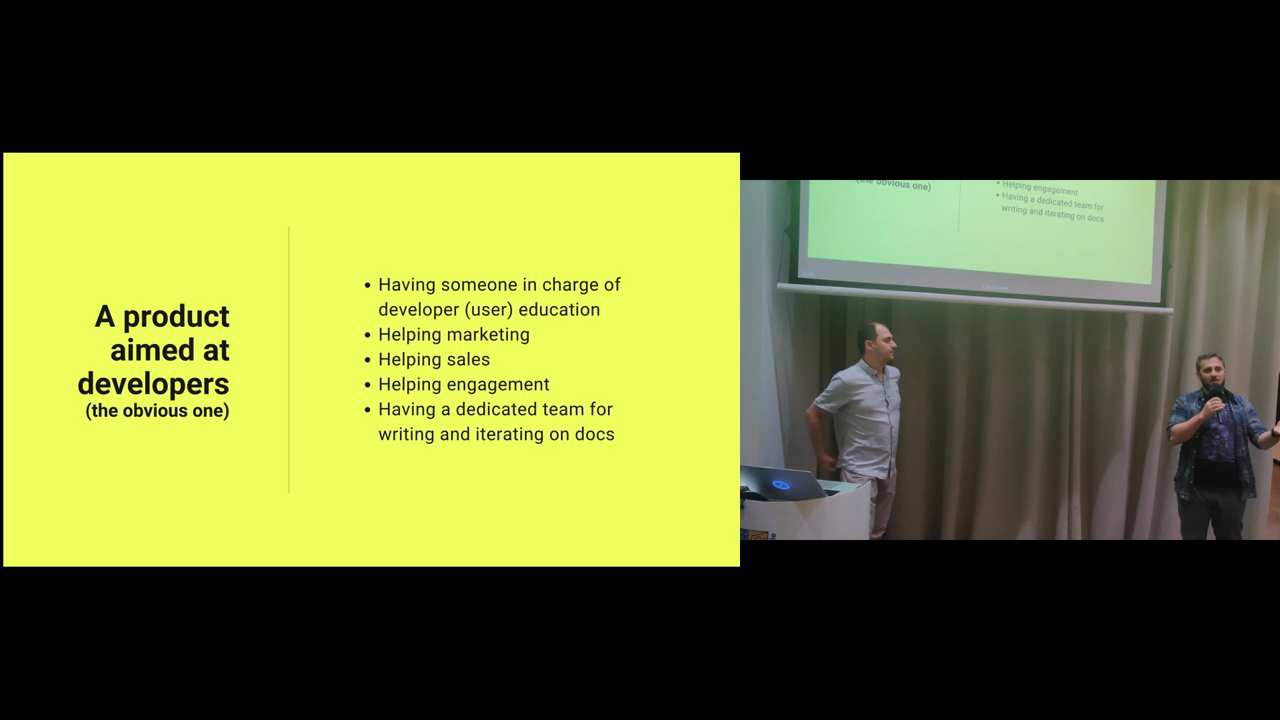 A product
aimed at
developers
(the obvious one)
• Having someone in charge of
developer (user) education
• Helping marketing
• Helping sales
• Helping engagement
• Having a dedicated team for
writing and iterating on docs
(the obvious one)
• Helping engagement
• Having a dedicated team for
writing and iterating on docs